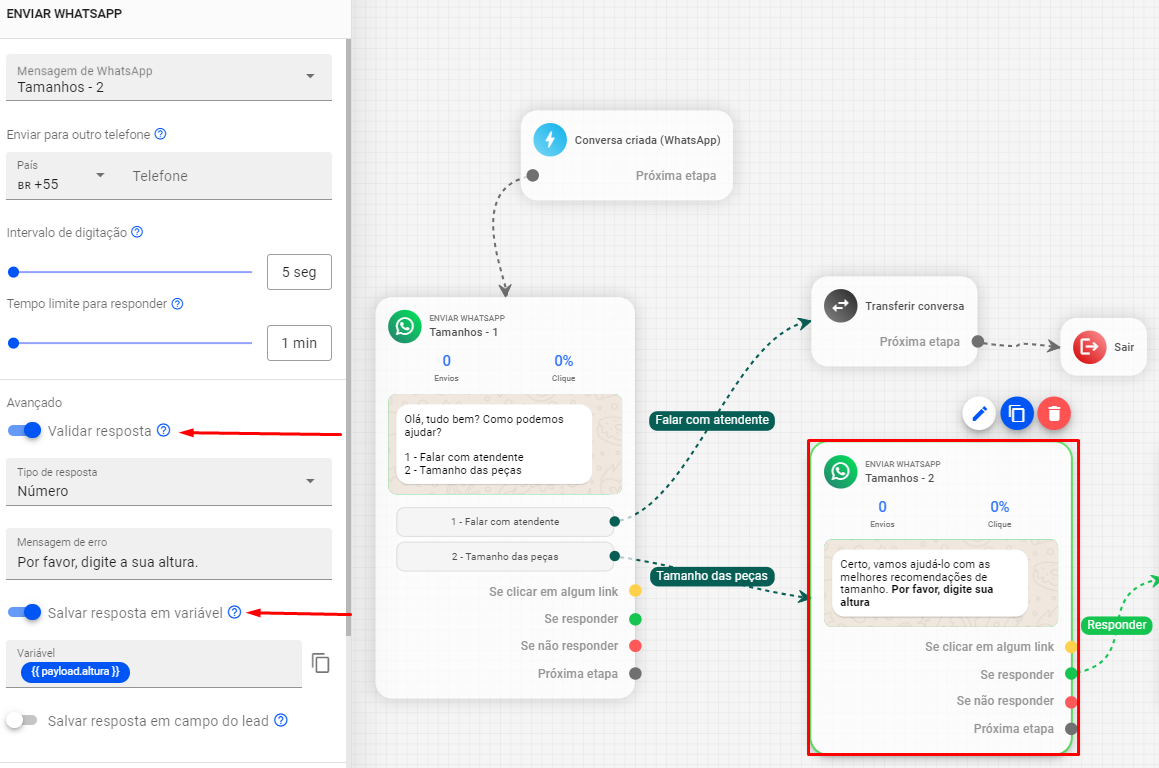 ENVIAR WHATSAPP
Mensagem de WhatsApp
Tamanhos - 2
Enviar para outro telefone
País
BR +55
Telefone
Intervalo de digitação
5 seg
Tempo limite para responder
1 min
Avançado
Validar resposta
Tipo de resposta
Número
Mensagem de erro
Por favor, digite a sua altura.
Salvar resposta em variável
Variável
{{ payload.altura }}
Salvar resposta em campo do lead
Conversa criada (WhatsApp)
Próxima etapa
ENVIAR WHATSAPP
Tamanhos - 1
0
0%
Envios
Clique
Olá, tudo bem? Como podemos
ajudar?
1 - Falar com atendente
2 - Tamanho das peças
1 - Falar com atendente
2 - Tamanho das peças
Se clicar em algum link
Se responder
Se não responder
Próxima etapa
Falar com atendente
Tamanho das peças
Transferir conversa
Próxima etapa
Sair
ENVIAR WHATSAPP
Tamanhos - 2
0
0%
Envios
Clique
Certo, vamos ajudá-lo com as
melhores recomendações de
tamanho. Por favor, digite sua
altura
Se clicar em algum link
Se responder
Se não responder
Próxima etapa
Responder